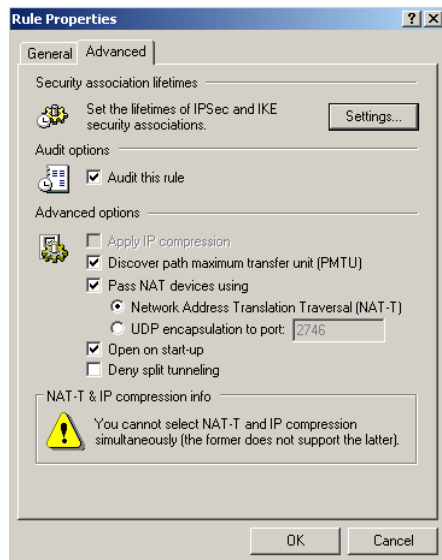 Rule Properties
General
Advanced
Security association lifetimes
Set the lifetimes of IPSec and IKE
security associations.
Settings...
Audit options
Audit this rule
Advanced options
Apply IP compression
Discover path maximum transfer unit (PMTU)
Pass NAT devices using
Network Address Translation Traversal (NAT-T)
UDP encapsulation to port: 2746
Open on start-up
Deny split tunneling
NAT-T & IP compression info
You cannot select NAT-T and IP compression
simultaneously (the former does not support the latter).
OK
Cancel